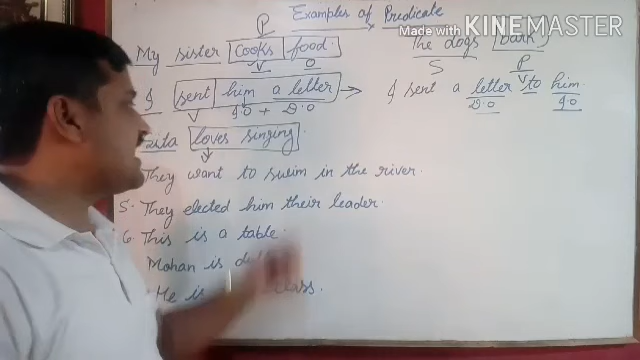 Examples of Predicate
Made with KINEMASTER
P
My sister cooks food
V O
The dogs bark
S P
V
I sent him a letter → I sent a letter to him
V I.O + D.O D.O I.O
loves singing
They want to swim in the river.
5. They elected him their leader.
6. This is a table.
Mohan is
He is